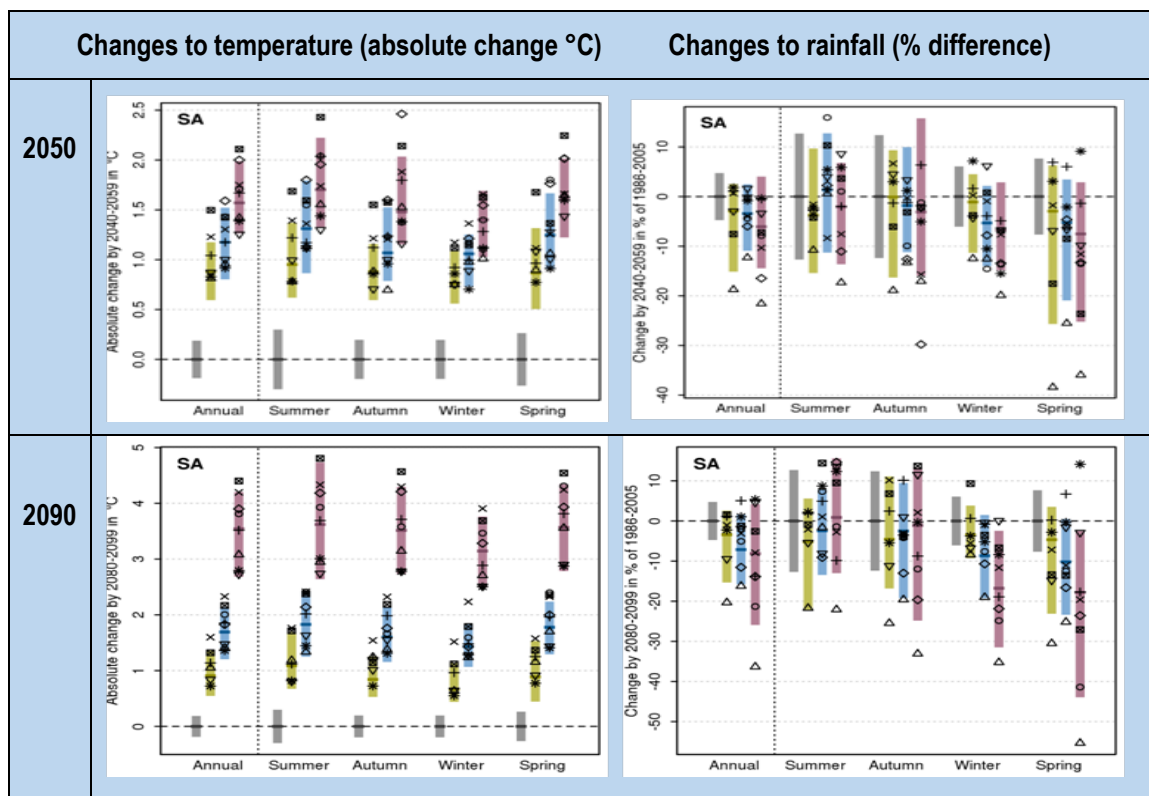 Changes to temperature (absolute change °C) Changes to rainfall (% difference)
2050
SA
Absolute change by 2040-2059 in °C
2.5
2.0
1.5
1.0
0.5
0.0
Annual Summer Autumn Winter Spring
SA
Change by 2040-2059 in % of 1986-2005
10
0
-10
-20
-30
-40
Annual Summer Autumn Winter Spring
2090
SA
Absolute change by 2080-2099 in °C
5
4
3
2
1
0
Annual Summer Autumn Winter Spring
SA
Change by 2080-2099 in % of 1986-2005
10
0
-10
-20
-30
-40
-50
Annual Summer Autumn Winter Spring